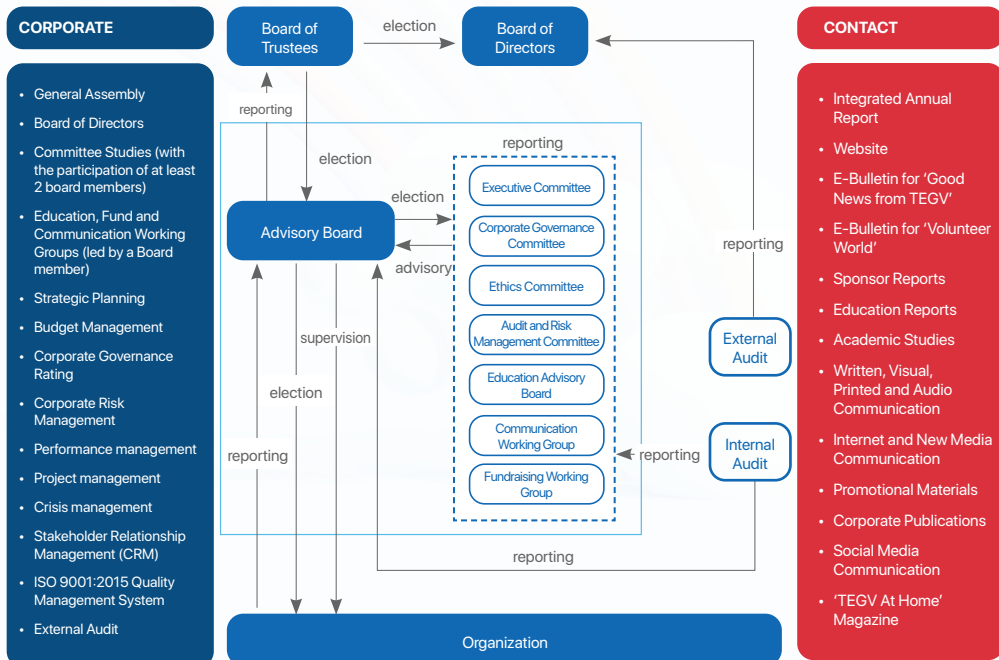 CORPORATE
• General Assembly
• Board of Directors
• Committee Studies (with
the participation of at least
2 board members)
• Education, Fund and
Communication Working
Groups (led by a Board
member)
• Strategic Planning
• Budget Management
• Corporate Governance
Rating
• Corporate Risk
Management
• Performance management
• Project management
• Crisis management
• Stakeholder Relationship
Management (CRM)
• ISO 9001:2015 Quality
Management System
• External Audit
Board of
Trustees
election
Board of
Directors
reporting
election
reporting
Advisory Board
election
advisory
Executive Committee
Corporate Governance
Committee
Ethics Committee
Audit and Risk
Management Committee
Education Advisory
Board
Communication
Working Group
Fundraising Working
Group
supervision
election
reporting
reporting
External
Audit
reporting
Internal
Audit
reporting
Organization
CONTACT
• Integrated Annual
Report
• Website
• E-Bulletin for ‘Good
News from TEGV’
• E-Bulletin for ‘Volunteer
World’
• Sponsor Reports
• Education Reports
• Academic Studies
• Written, Visual,
Printed and Audio
Communication
• Internet and New Media
Communication
• Promotional Materials
• Corporate Publications
• Social Media
Communication
• ‘TEGV At Home’
Magazine